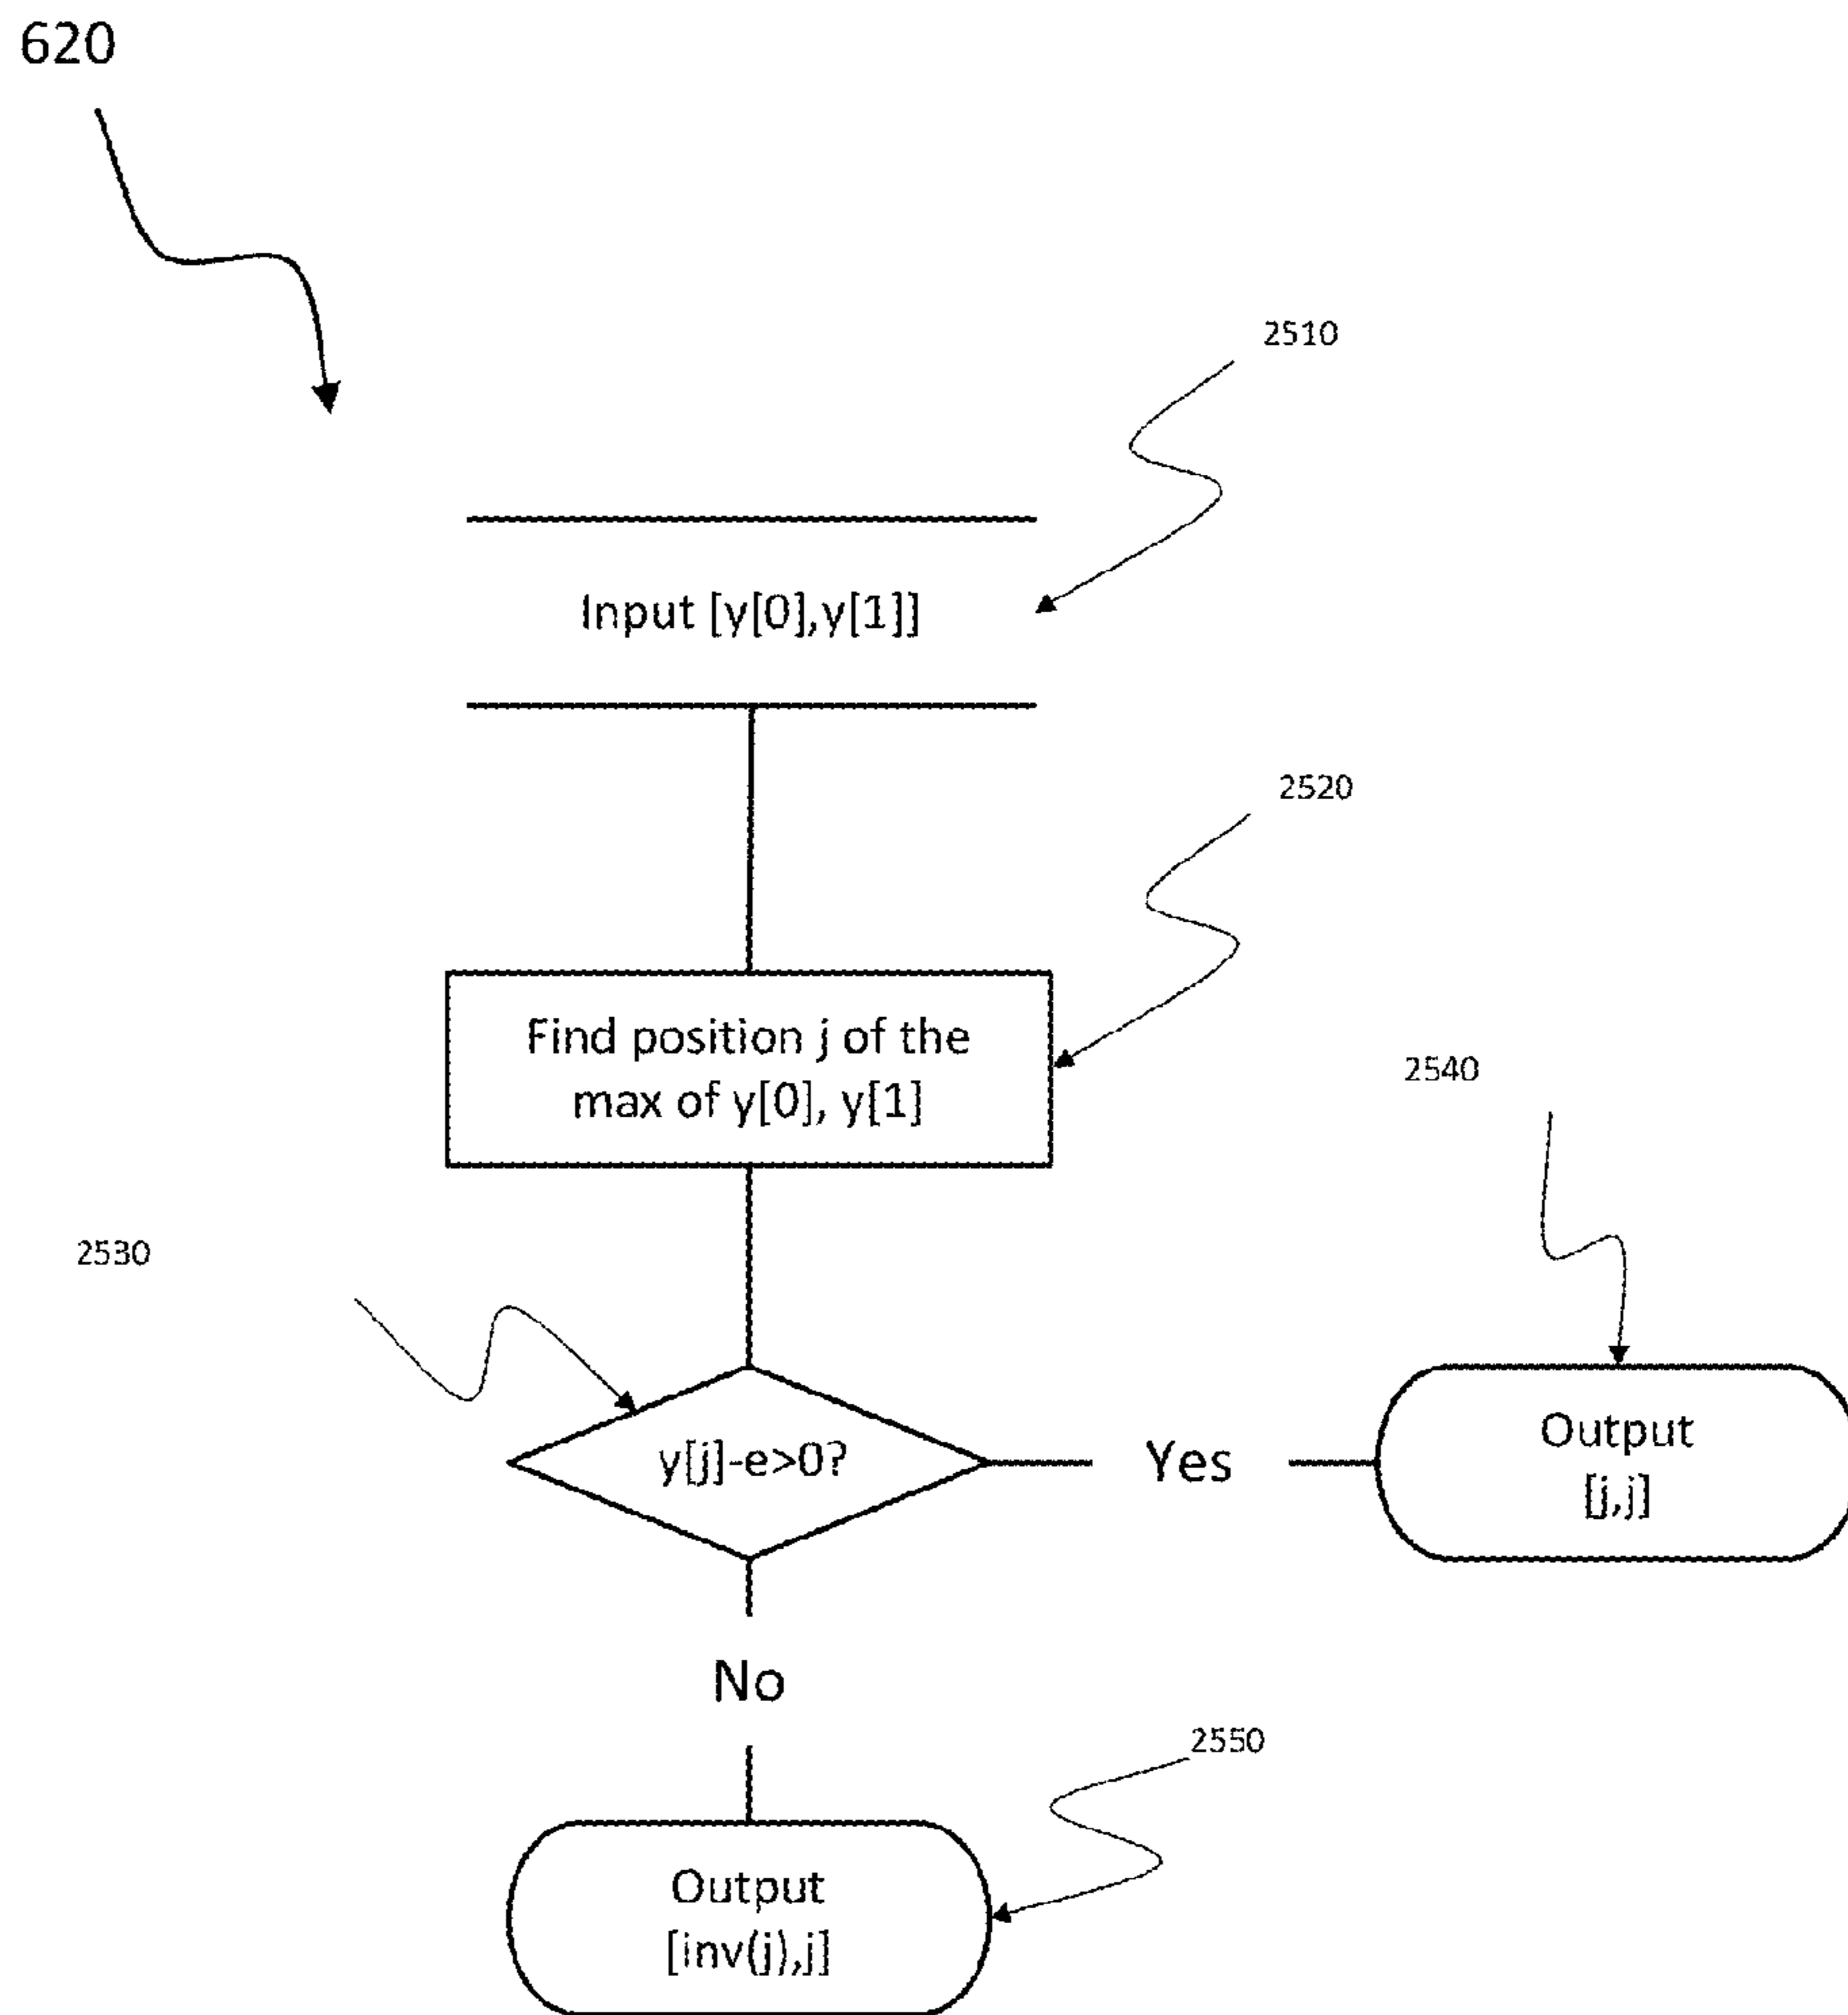 620
2510
Input [y[0],y[1]]
2520
Find position j of the
max of y[0], y[1]
2540
2530
y[j]-e>0?
Yes
Output
[j,j]
No
2550
Output
[inv(j),j]